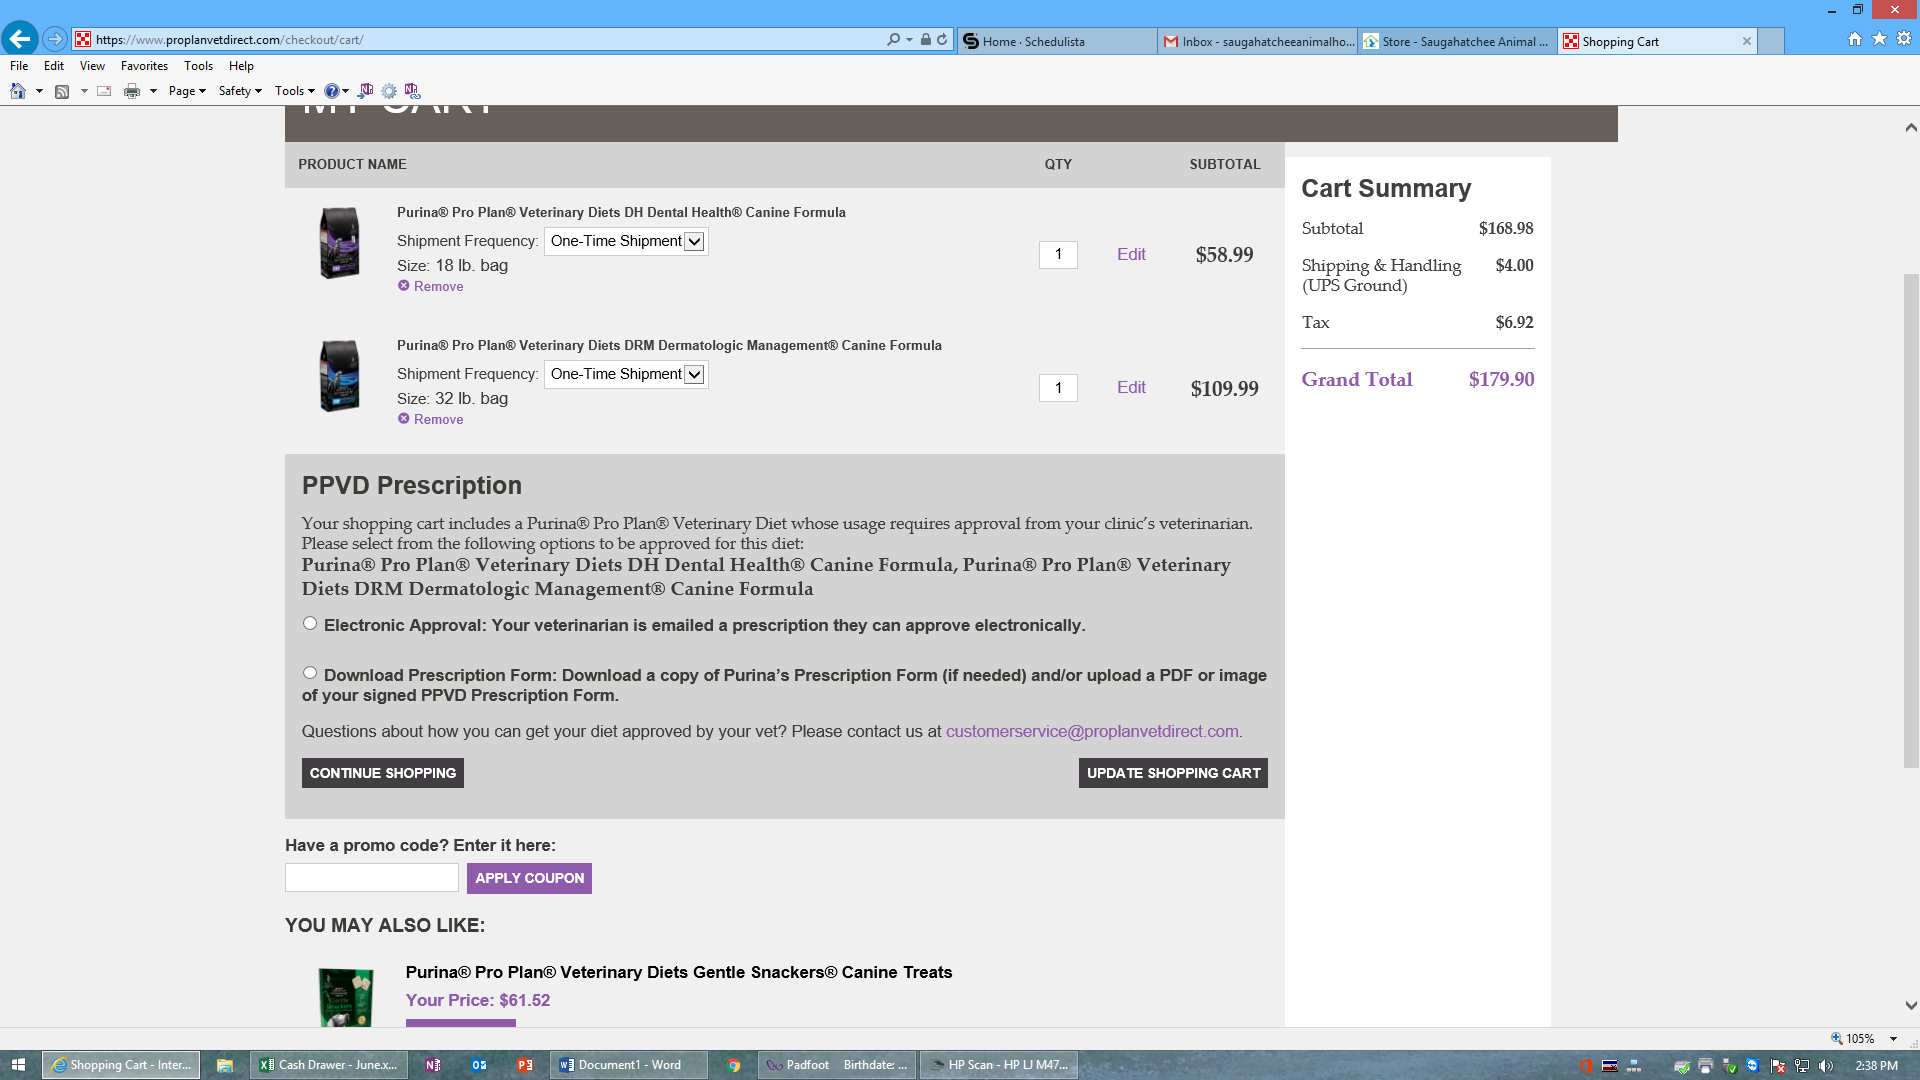 https://www.proplanvetdirect.com/checkout/cart/
Home · Schedulista
Inbox - saugahatcheeanimalho...
Store - Saugahatchee Animal ...
Shopping Cart
File Edit View Favorites Tools Help
Page Safety Tools
MY CART
PRODUCT NAME QTY SUBTOTAL
Purina® Pro Plan® Veterinary Diets DH Dental Health® Canine Formula
Shipment Frequency: One-Time Shipment
Size: 18 lb. bag
Remove
1 Edit $58.99
Purina® Pro Plan® Veterinary Diets DRM Dermatologic Management® Canine Formula
Shipment Frequency: One-Time Shipment
Size: 32 lb. bag
Remove
1 Edit $109.99
Cart Summary
Subtotal $168.98
Shipping & Handling $4.00
(UPS Ground)
Tax $6.92
Grand Total $179.90
PPVD Prescription
Your shopping cart includes a Purina® Pro Plan® Veterinary Diet whose usage requires approval from your clinic’s veterinarian.
Please select from the following options to be approved for this diet:
Purina® Pro Plan® Veterinary Diets DH Dental Health® Canine Formula, Purina® Pro Plan® Veterinary
Diets DRM Dermatologic Management® Canine Formula
Electronic Approval: Your veterinarian is emailed a prescription they can approve electronically.
Download Prescription Form: Download a copy of Purina’s Prescription Form (if needed) and/or upload a PDF or image
of your signed PPVD Prescription Form.
Questions about how you can get your diet approved by your vet? Please contact us at customerservice@proplanvetdirect.com.
CONTINUE SHOPPING UPDATE SHOPPING CART
Have a promo code? Enter it here:
APPLY COUPON
YOU MAY ALSO LIKE:
Purina® Pro Plan® Veterinary Diets Gentle Snackers® Canine Treats
Your Price: $61.52
105%
Shopping Cart - Inter...
Cash Drawer - June.x...
Document1 - Word
Padfoot Birthdate: ...
HP Scan - HP LJ M47...
2:38 PM